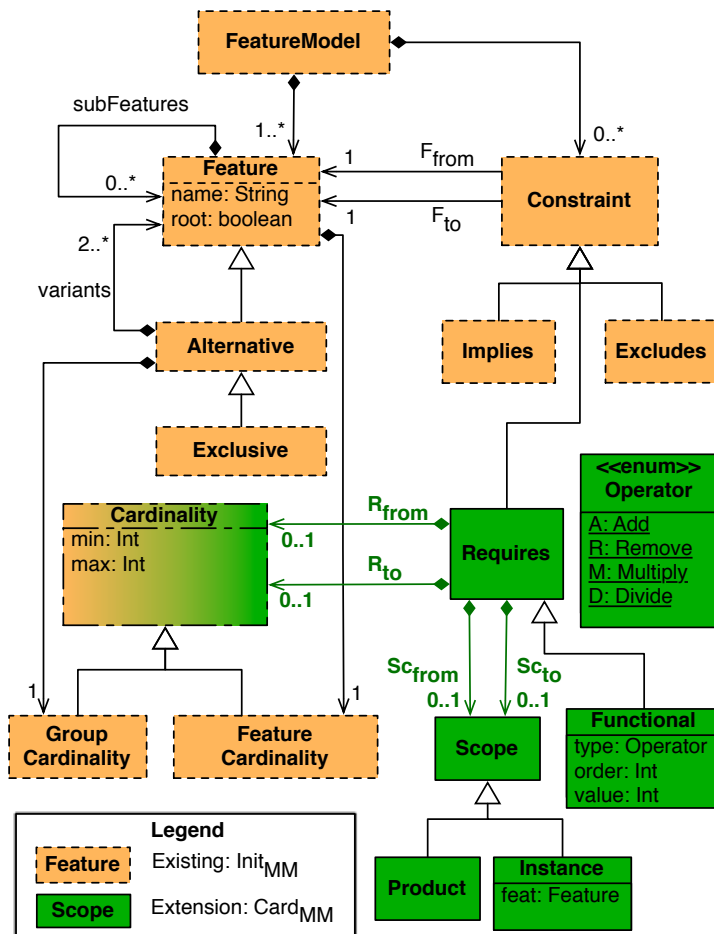 FeatureModel
subFeatures
1..*
0..*
Feature
name: String
root: boolean
0..*
1
F_from
F_to
1
Constraint
2..*
variants
Alternative
Implies
Excludes
Exclusive
Cardinality
min: Int
max: Int
R_from
0..1
R_to
0..1
Requires
<<enum>>
Operator
A: Add
R: Remove
M: Multiply
D: Divide
Sc_from
0..1
Sc_to
0..1
1
Group
Cardinality
Feature
Cardinality
1
Scope
Functional
type: Operator
order: Int
value: Int
Product
Instance
feat: Feature
Legend
Feature
Existing: Init_MM
Scope
Extension: Card_MM